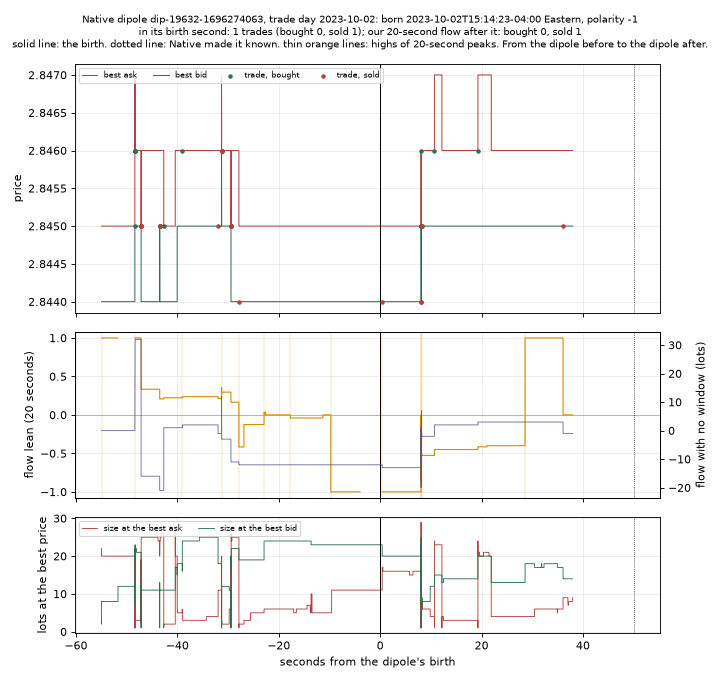 Native dipole dip-19632-1696274063, trade day 2023-10-02: born 2023-10-02T15:14:23-04:00 Eastern, polarity -1
in its birth second: 1 trades (bought 0, sold 1); our 20-second flow after it: bought 0, sold 1
solid line: the birth. dotted line: Native made it known. thin orange lines: highs of 20-second peaks. From the dipole before to the dipole after.
best ask
best bid
trade, bought
trade, sold
2.8470
2.8465
2.8460
2.8455
2.8450
2.8445
2.8440
price
1.0
0.5
0.0
−0.5
−1.0
flow lean (20 seconds)
30
20
10
0
−10
−20
flow with no window (lots)
size at the best ask
size at the best bid
30
20
10
0
lots at the best price
−60
−40
−20
0
20
40
seconds from the dipole's birth